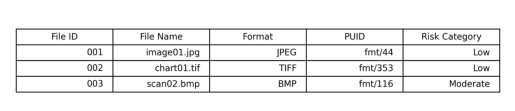 File ID File Name Format PUID Risk Category
001 image01.jpg JPEG fmt/44 Low
002 chart01.tif TIFF fmt/353 Low
003 scan02.bmp BMP fmt/116 Moderate